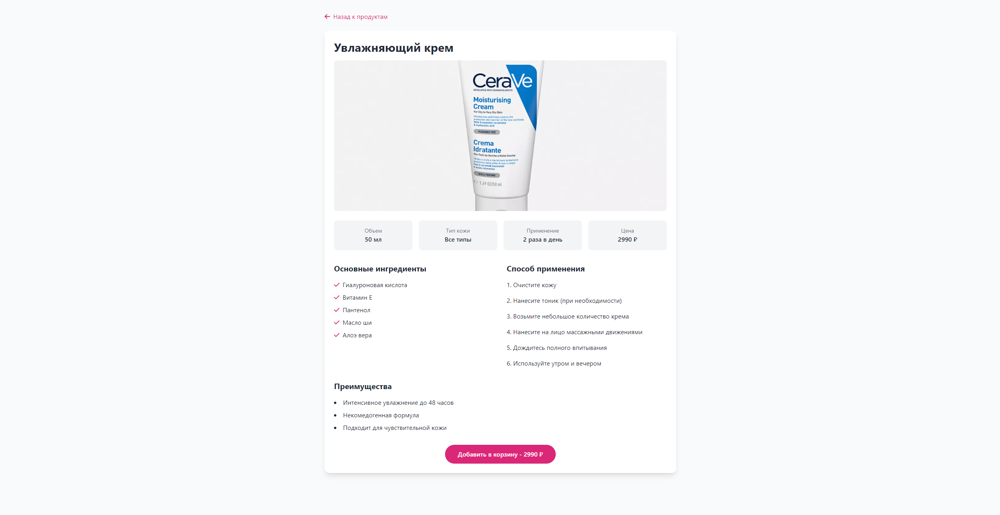 Назад к продуктам
Увлажняющий крем
CeraVe
DEVELOPED WITH DERMATOLOGISTS
Moisturising
Cream
For Dry to Very Dry Skin
Moisturises and helps restore the
protective skin barrier of the face and body
With 3 essential ceramides
& hyaluronic acid
FRAGRANCE FREE
Crema
Idratante
Per Pelli da Secche a Molto Secche
Idrata e aiuta a ripristinare la barriera
protettiva della pelle di viso e corpo
Con 3 ceramidi essenziali
e acido ialuronico
SENZA PROFUMO
℮ 1.69 OZ/50 ml
Объем
50 мл
Тип кожи
Все типы
Применение
2 раза в день
Цена
2990 ₽
Основные ингредиенты
Гиалуроновая кислота
Витамин Е
Пантенол
Масло ши
Алоэ вера
Способ применения
1. Очистите кожу
2. Нанесите тоник (при необходимости)
3. Возьмите небольшое количество крема
4. Нанесите на лицо массажными движениями
5. Дождитесь полного впитывания
6. Используйте утром и вечером
Преимущества
• Интенсивное увлажнение до 48 часов
• Некомедогенная формула
• Подходит для чувствительной кожи
Добавить в корзину - 2990 ₽